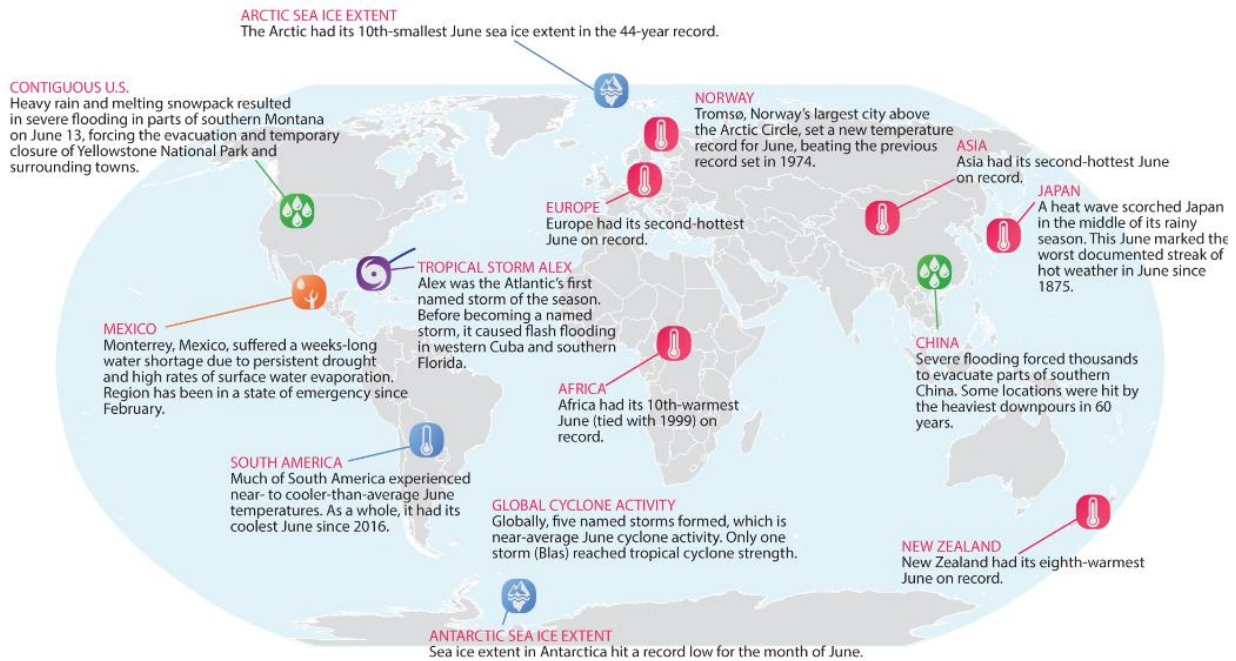 ARCTIC SEA ICE EXTENT
The Arctic had its 10th-smallest June sea ice extent in the 44-year record.
CONTIGUOUS U.S.
Heavy rain and melting snowpack resulted
in severe flooding in parts of southern Montana
on June 13, forcing the evacuation and temporary
closure of Yellowstone National Park and
surrounding towns.
NORWAY
Tromsø, Norway's largest city above
the Arctic Circle, set a new temperature
record for June, beating the previous
record set in 1974.
ASIA
Asia had its second-hottest June
on record.
JAPAN
A heat wave scorched Japan
in the middle of its rainy
season. This June marked the
worst documented streak of
hot weather in June since
1875.
EUROPE
Europe had its second-hottest
June on record.
TROPICAL STORM ALEX
Alex was the Atlantic's first
named storm of the season.
Before becoming a named
storm, it caused flash flooding
in western Cuba and southern
Florida.
MEXICO
Monterrey, Mexico, suffered a weeks-long
water shortage due to persistent drought
and high rates of surface water evaporation.
Region has been in a state of emergency since
February.
AFRICA
Africa had its 10th-warmest
June (tied with 1999) on
record.
CHINA
Severe flooding forced thousands
to evacuate parts of southern
China. Some locations were hit by
the heaviest downpours in 60
years.
SOUTH AMERICA
Much of South America experienced
near- to cooler-than-average June
temperatures. As a whole, it had its
coolest June since 2016.
GLOBAL CYCLONE ACTIVITY
Globally, five named storms formed, which is
near-average June cyclone activity. Only one
storm (Blas) reached tropical cyclone strength.
NEW ZEALAND
New Zealand had its eighth-warmest
June on record.
ANTARCTIC SEA ICE EXTENT
Sea ice extent in Antarctica hit a record low for the month of June.